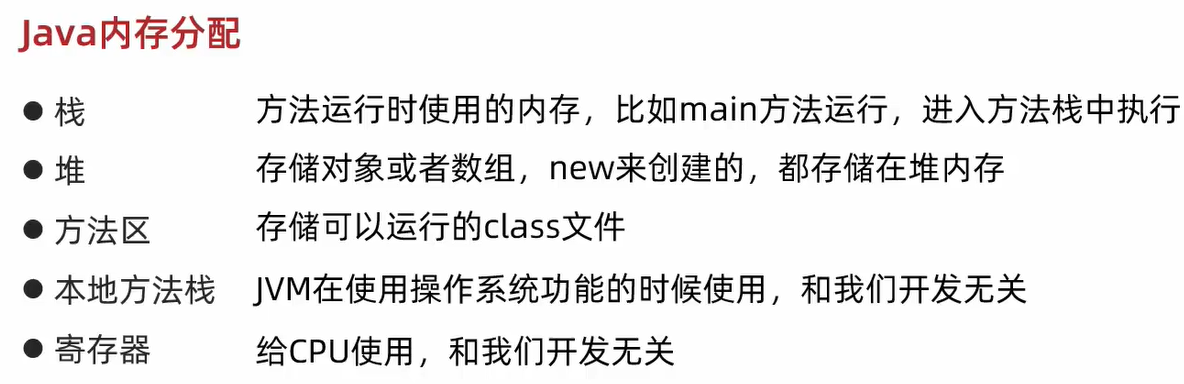 Java内存分配
● 栈 方法运行时使用的内存，比如main方法运行，进入方法栈中执行
● 堆 存储对象或者数组，new来创建的，都存储在堆内存
● 方法区 存储可以运行的class文件
● 本地方法栈 JVM在使用操作系统功能的时候使用，和我们开发无关
● 寄存器 给CPU使用，和我们开发无关